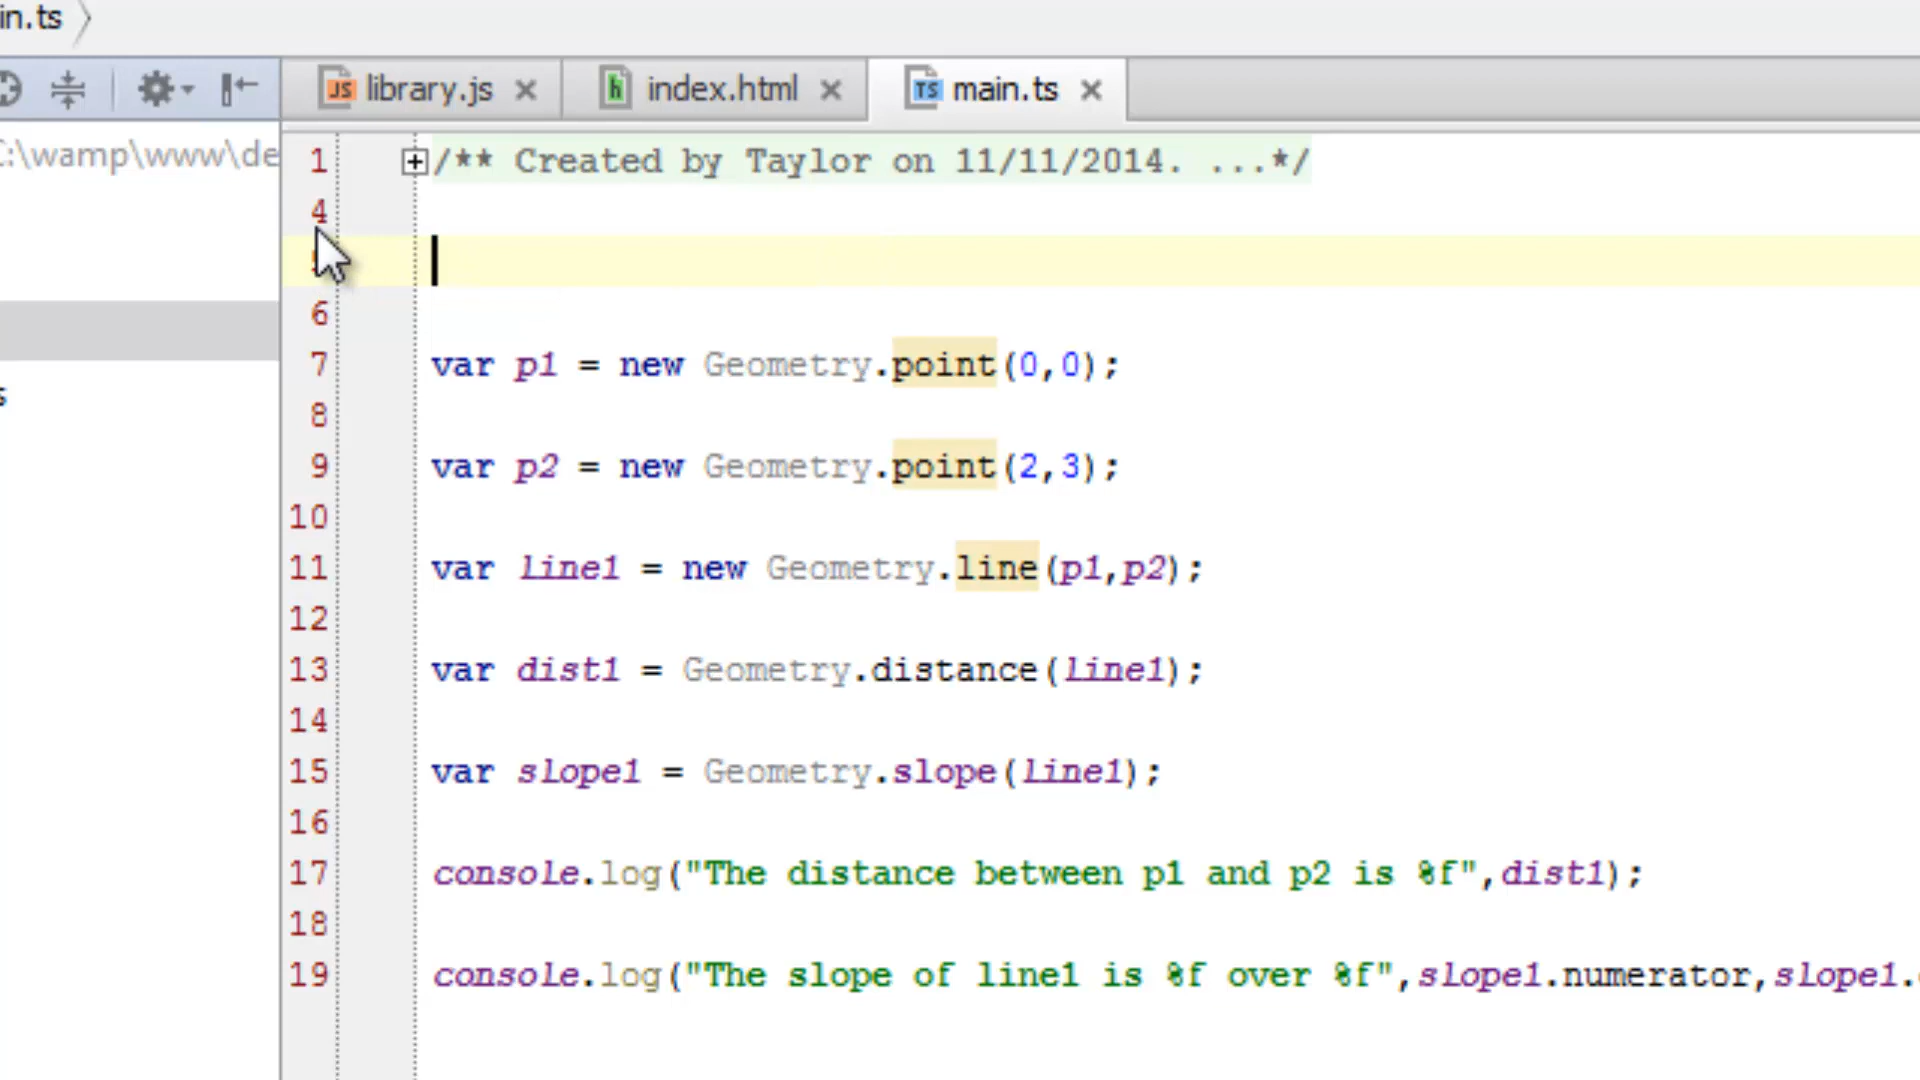 in.ts
library.js index.html main.ts
C:\wamp\www\de
1 /** Created by Taylor on 11/11/2014. ...*/
4
6
7 var p1 = new Geometry.point(0,0);
8
9 var p2 = new Geometry.point(2,3);
10
11 var line1 = new Geometry.line(p1,p2);
12
13 var dist1 = Geometry.distance(line1);
14
15 var slope1 = Geometry.slope(line1);
16
17 console.log("The distance between p1 and p2 is %f",dist1);
18
19 console.log("The slope of line1 is %f over %f",slope1.numerator,slope1.
s